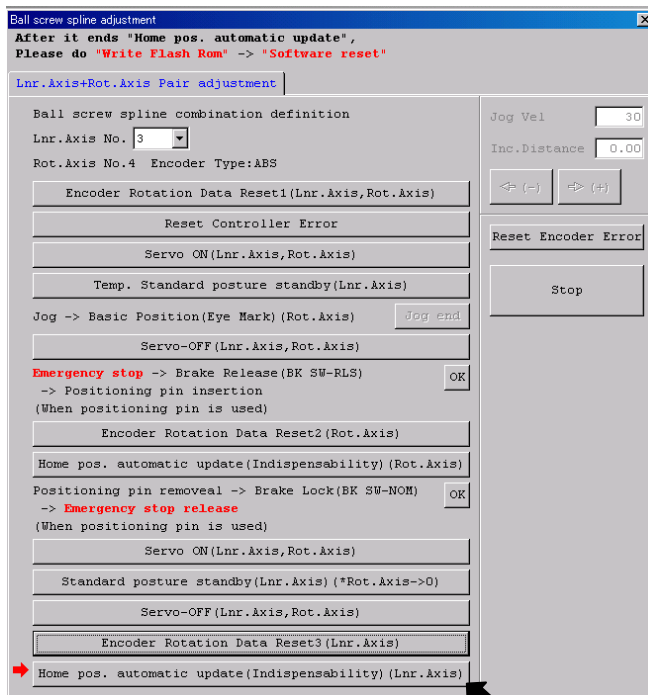 Ball screw spline adjustment
After it ends "Home pos. automatic update",
Please do "Write Flash Rom" -> "Software reset"
Lnr.Axis+Rot.Axis Pair adjustment
Ball screw spline combination definition
Lnr.Axis No. 3
Rot.Axis No.4 Encoder Type:ABS
Encoder Rotation Data Reset1(Lnr.Axis,Rot.Axis)
Reset Controller Error
Servo ON(Lnr.Axis,Rot.Axis)
Temp. Standard posture standby(Lnr.Axis)
Jog -> Basic Position(Eye Mark)(Rot.Axis) Jog end
Servo-OFF(Lnr.Axis,Rot.Axis)
Emergency stop -> Brake Release(BK SW-RLS) OK
-> Positioning pin insertion
(When positioning pin is used)
Encoder Rotation Data Reset2(Rot.Axis)
Home pos. automatic update(Indispensability)(Rot.Axis)
Positioning pin removeal -> Brake Lock(BK SW-NOM) OK
-> Emergency stop release
(When positioning pin is used)
Servo ON(Lnr.Axis,Rot.Axis)
Standard posture standby(Lnr.Axis)(*Rot.Axis->0)
Servo-OFF(Lnr.Axis,Rot.Axis)
Encoder Rotation Data Reset3(Lnr.Axis)
Home pos. automatic update(Indispensability)(Lnr.Axis)
Jog Vel 30
Inc.Distance 0.00
(-) (+)
Reset Encoder Error
Stop